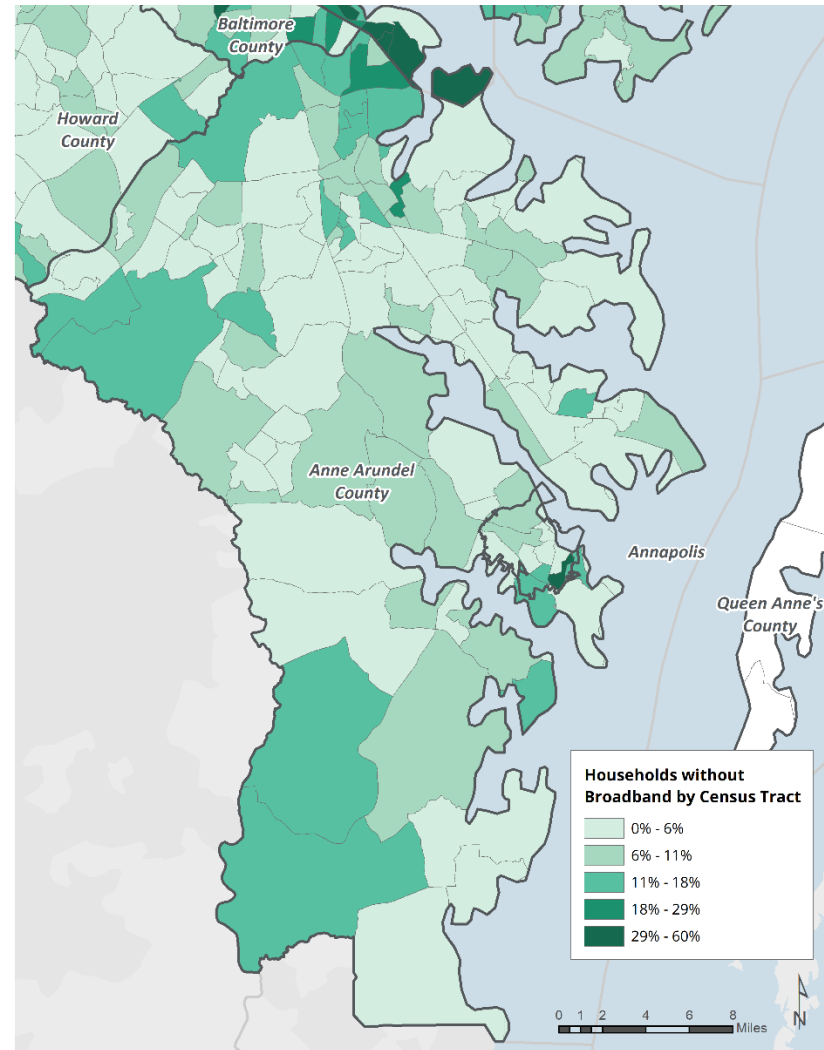 Baltimore
County
Howard
County
Anne Arundel
County
Annapolis
Queen Anne's
County
Households without
Broadband by Census Tract
0% - 6%
6% - 11%
11% - 18%
18% - 29%
29% - 60%
0 1 2 4 6 8
Miles
N